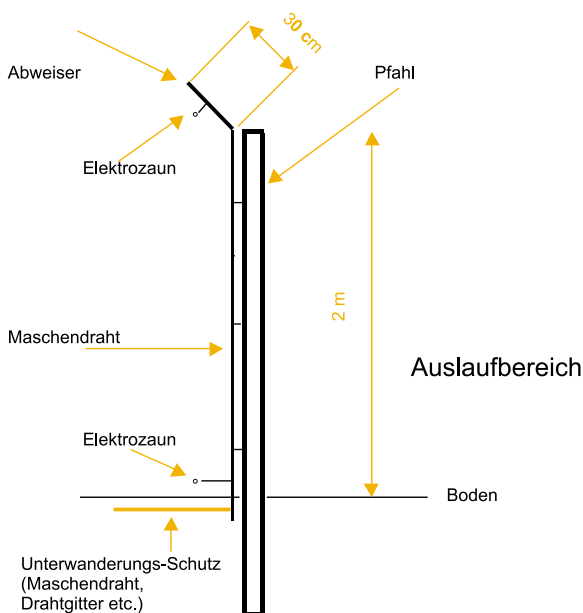 30 cm
Abweiser
Pfahl
Elektrozaun
2 m
Maschendraht
Auslaufbereich
Elektrozaun
Boden
Unterwanderungs-Schutz
(Maschendraht,
Drahtgitter etc.)